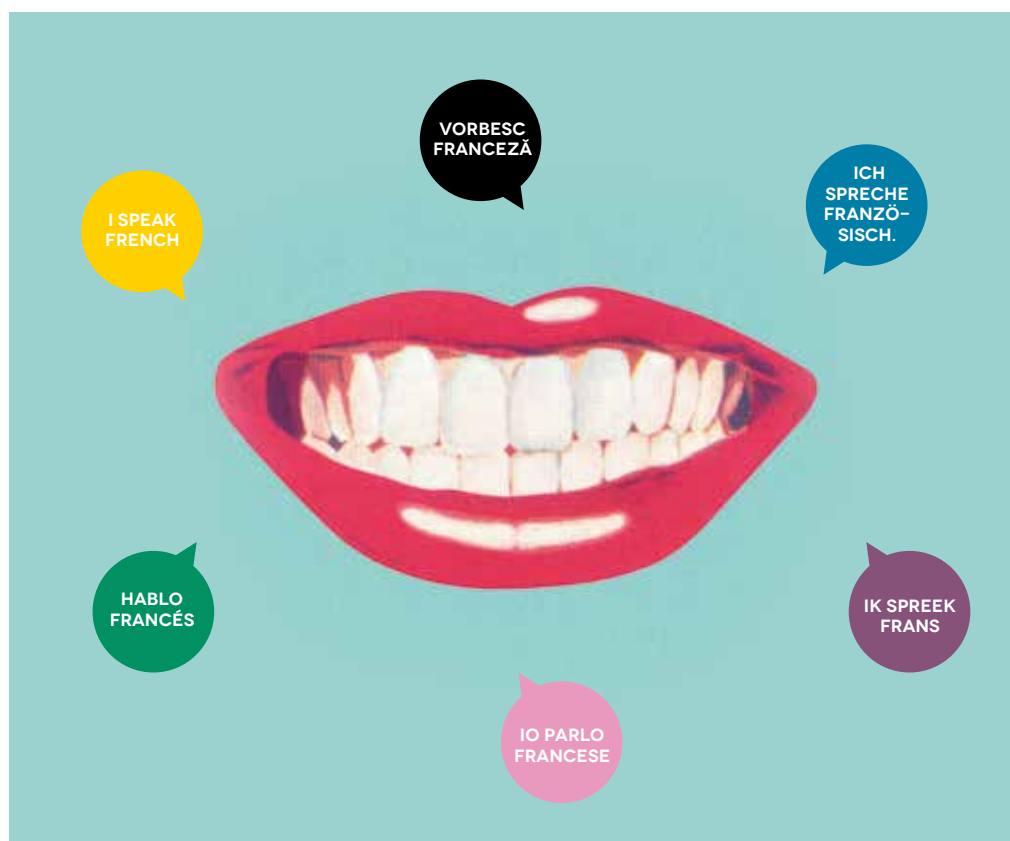 VORBESC
FRANCEZĂ
I SPEAK
FRENCH
ICH
SPRECHE
FRANZÖ-
SISCH.
HABLO
FRANCÉS
IK SPREEK
FRANS
IO PARLO
FRANCESE